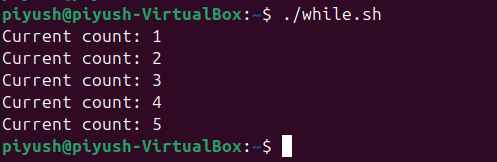 piyush@piyush-VirtualBox:~$ ./while.sh
Current count: 1
Current count: 2
Current count: 3
Current count: 4
Current count: 5
piyush@piyush-VirtualBox:~$